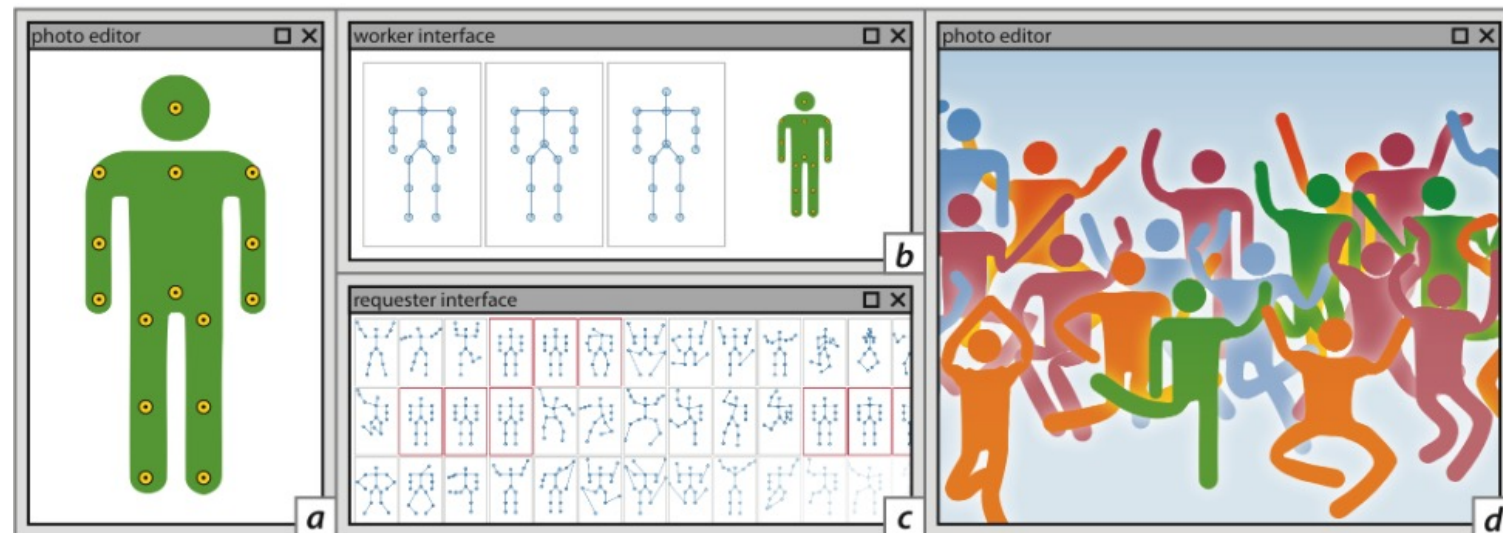 photo editor
a
worker interface
b
requester interface
c
photo editor
d